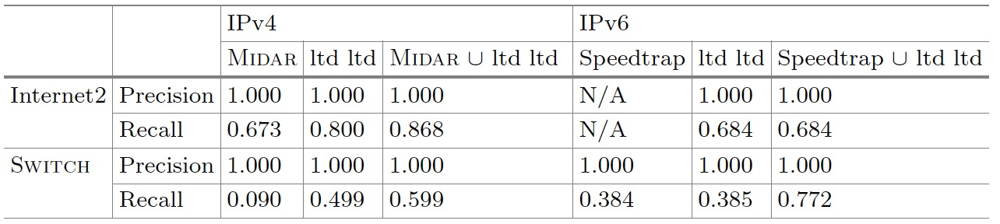 IPv4 IPv6
MIDAR ltd ltd MIDAR ∪ ltd ltd Speedtrap ltd ltd Speedtrap ∪ ltd ltd
Internet2 Precision 1.000 1.000 1.000 N/A 1.000 1.000
Recall 0.673 0.800 0.868 N/A 0.684 0.684
SWITCH Precision 1.000 1.000 1.000 1.000 1.000 1.000
Recall 0.090 0.499 0.599 0.384 0.385 0.772